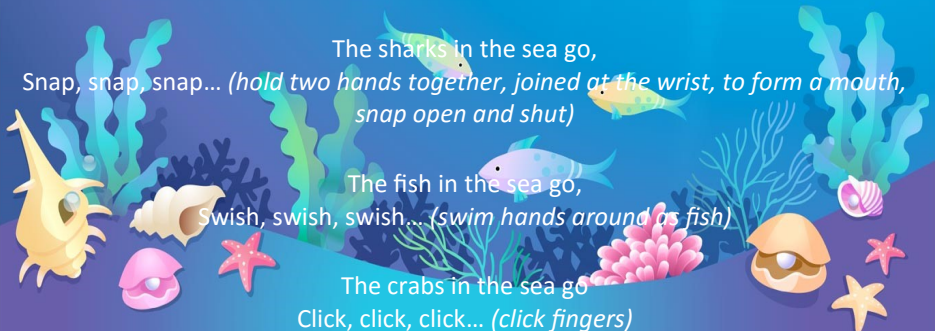 The sharks in the sea go,
Snap, snap, snap… (hold two hands together, joined at the wrist, to form a mouth,
snap open and shut)
The fish in the sea go,
Swish, swish, swish… (swim hands around as fish)
The crabs in the sea go
Click, click, click… (click fingers)